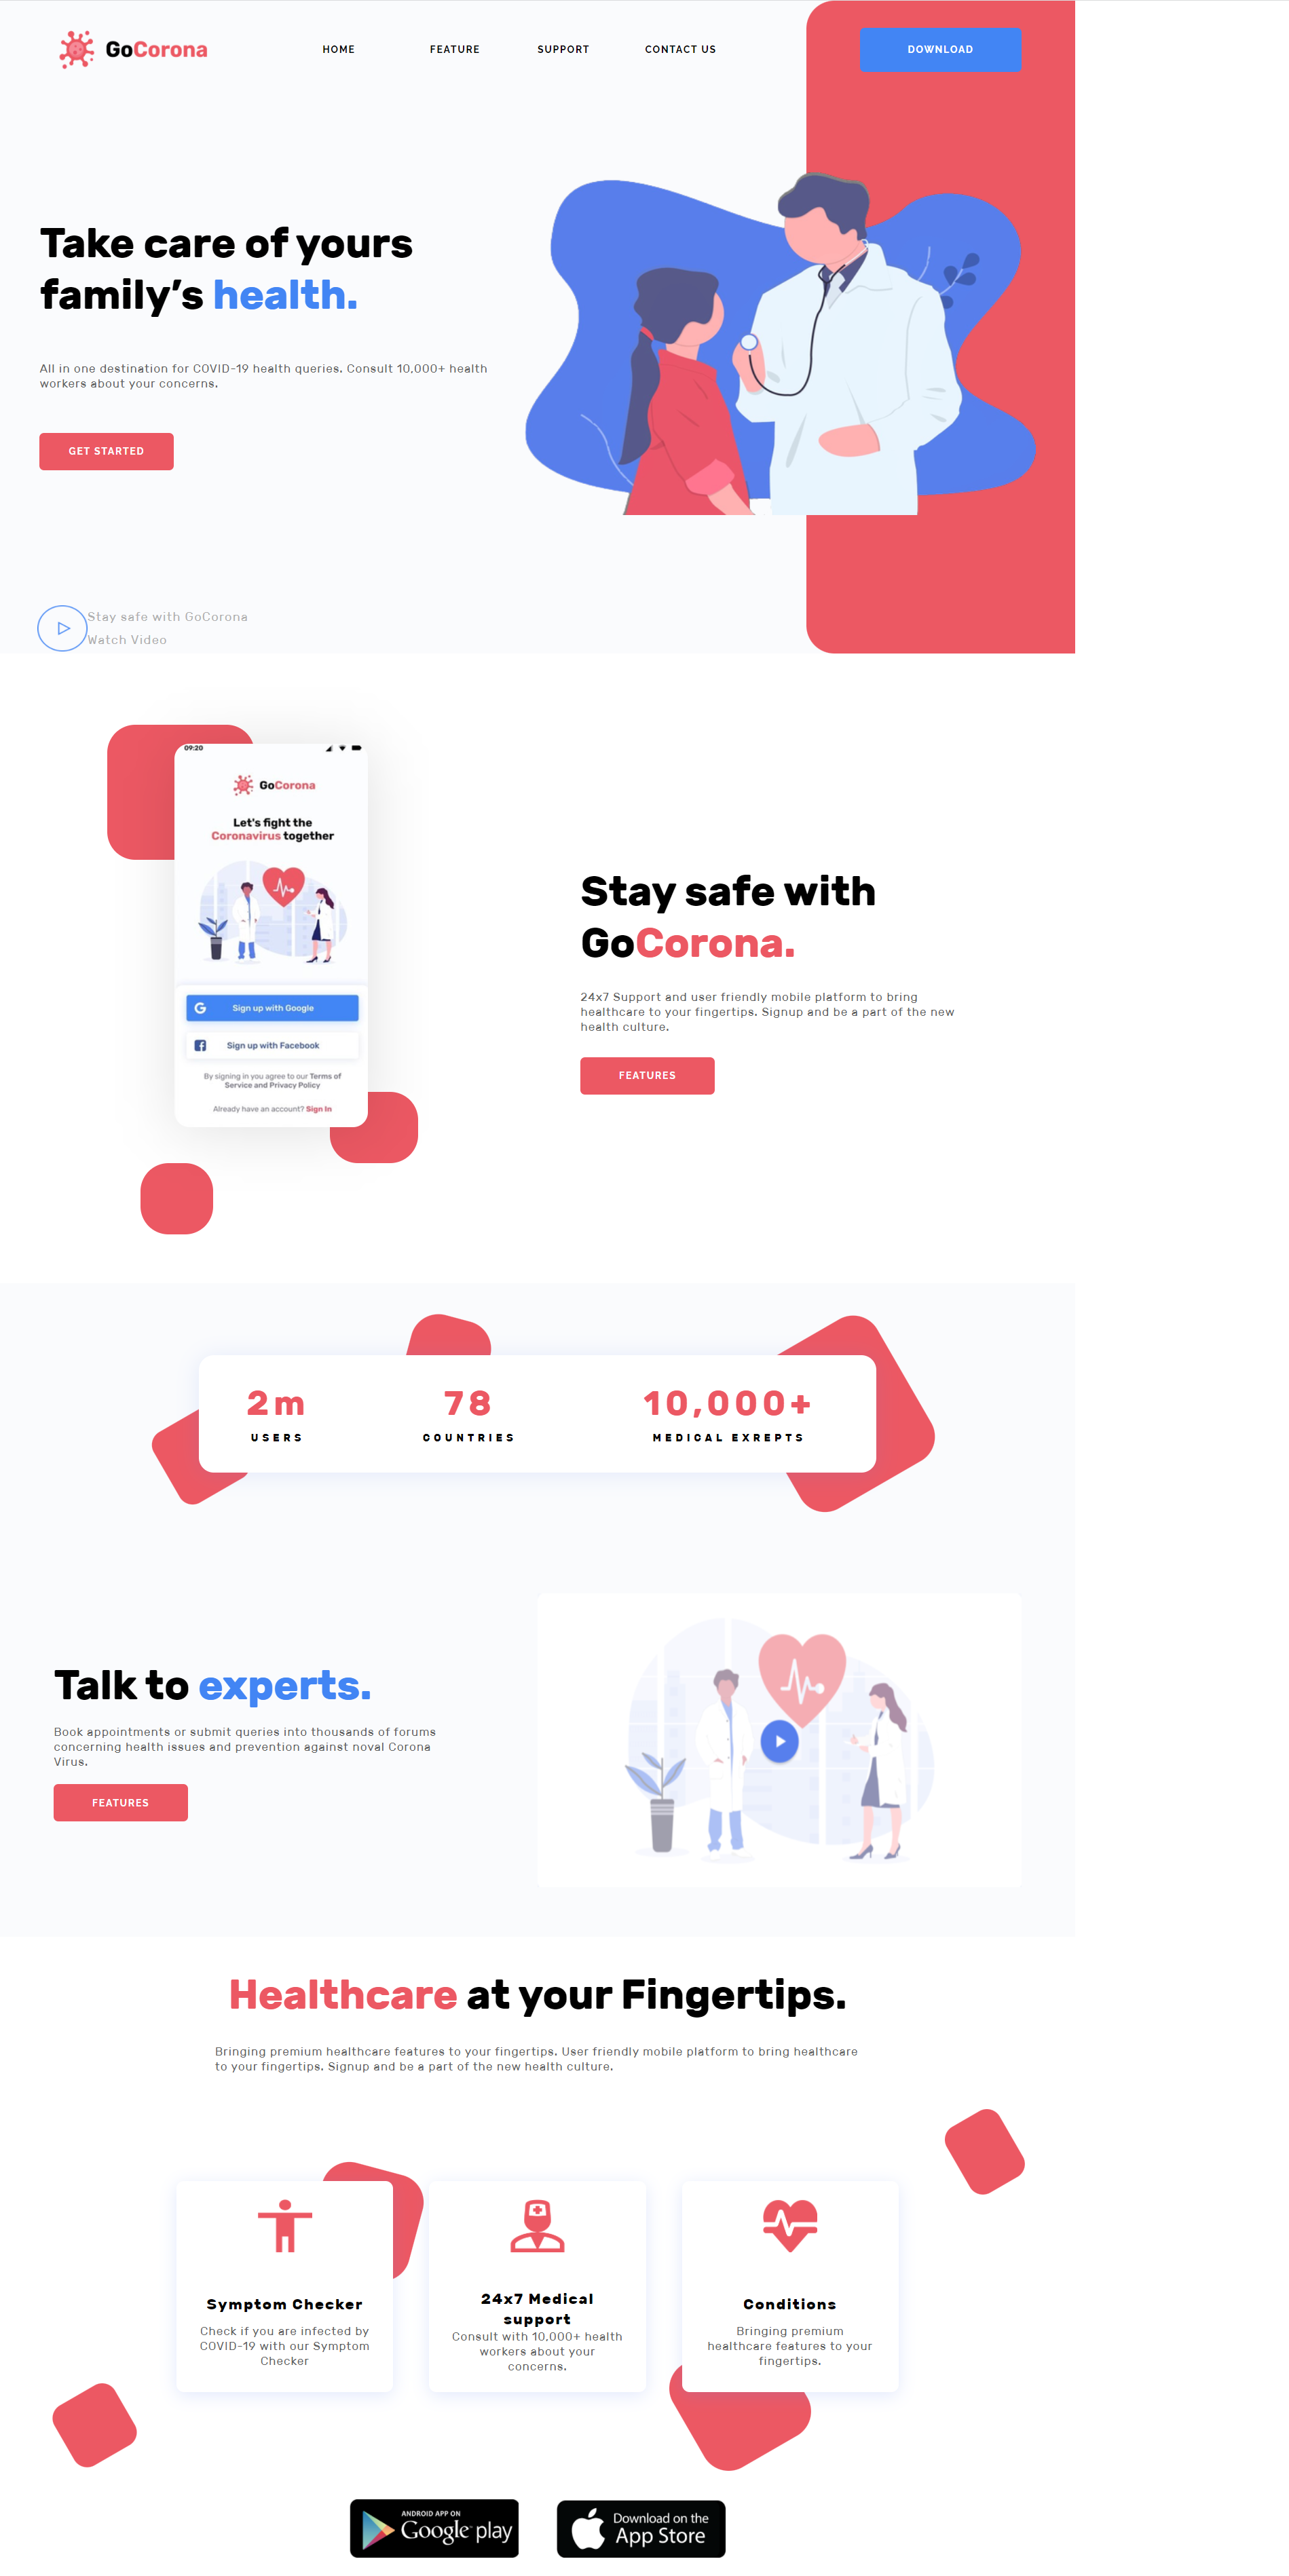 GoCorona
HOME
FEATURE
SUPPORT
CONTACT US
DOWNLOAD
Take care of yours
family's health.
All in one destination for COVID-19 health queries. Consult 10,000+ health
workers about your concerns.
GET STARTED
Stay safe with GoCorona
Watch Video
09:20
GoCorona
Let's fight the
Coronavirus together
Sign up with Google
Sign up with Facebook
By signing in you agree to our Terms of
Service and Privacy Policy
Already have an account? Sign In
Stay safe with
GoCorona.
24x7 Support and user friendly mobile platform to bring
healthcare to your fingertips. Signup and be a part of the new
health culture.
FEATURES
2m
USERS
78
COUNTRIES
10,000+
MEDICAL EXREPTS
Talk to experts.
Book appointments or submit queries into thousands of forums
concerning health issues and prevention against noval Corona
Virus.
FEATURES
Healthcare at your Fingertips.
Bringing premium healthcare features to your fingertips. User friendly mobile platform to bring healthcare
to your fingertips. Signup and be a part of the new health culture.
Symptom Checker
Check if you are infected by
COVID-19 with our Symptom
Checker
24x7 Medical
support
Consult with 10,000+ health
workers about your
concerns.
Conditions
Bringing premium
healthcare features to your
fingertips.
ANDROID APP ON
Google play
Download on the
App Store